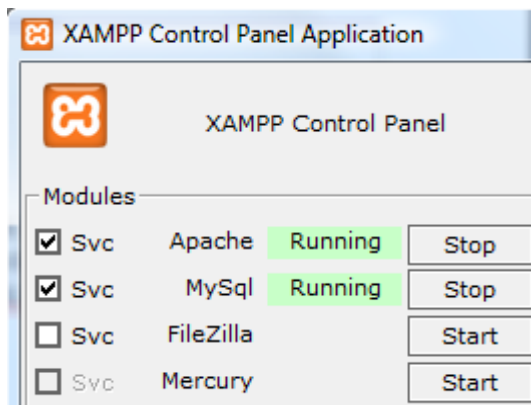 XAMPP Control Panel Application
XAMPP Control Panel
Modules
Svc Apache Running Stop
Svc MySql Running Stop
Svc FileZilla Start
Svc Mercury Start